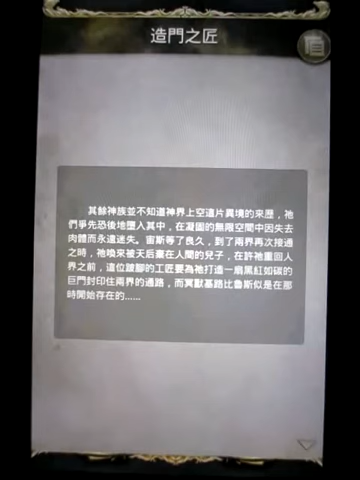 造門之匠
其餘神族並不知道神界上空這片異境的來歷，祂
們爭先恐後地墮入其中，在凝固的無限空間中因失去
肉體而永遠迷失。宙斯等了良久，到了兩界再次接通
之時，祂喚來被天后棄在人間的兒子，在許祂重回人
界之前，這位跛腳的工匠要為祂打造一扇黑紅如碳的
巨門封印住兩界的通路，而冥獸基路比魯斯似是在那
時開始存在的……